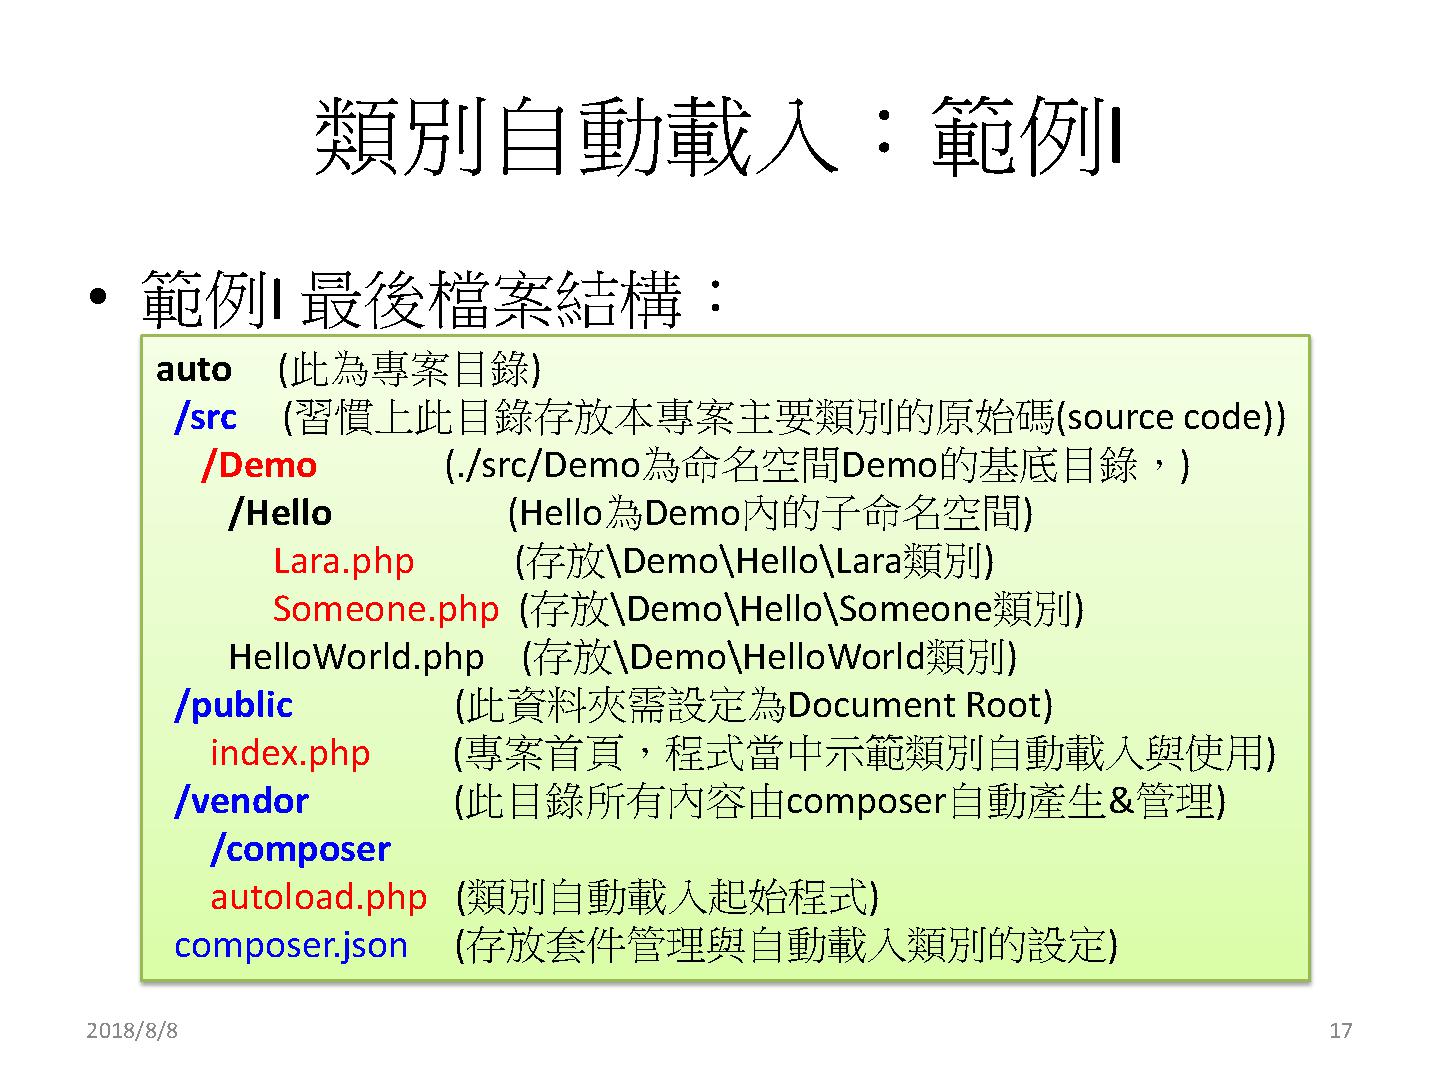 類別自動載入：範例I
• 範例I 最後檔案結構：
auto (此為專案目錄)
/src (習慣上此目錄存放本專案主要類別的原始碼(source code))
/Demo (./src/Demo為命名空間Demo的基底目錄，)
/Hello (Hello為Demo內的子命名空間)
Lara.php (存放\Demo\Hello\Lara類別)
Someone.php (存放\Demo\Hello\Someone類別)
HelloWorld.php (存放\Demo\HelloWorld類別)
/public (此資料夾需設定為Document Root)
index.php (專案首頁，程式當中示範類別自動載入與使用)
/vendor (此目錄所有內容由composer自動產生&管理)
/composer
autoload.php (類別自動載入起始程式)
composer.json (存放套件管理與自動載入類別的設定)
2018/8/8
17